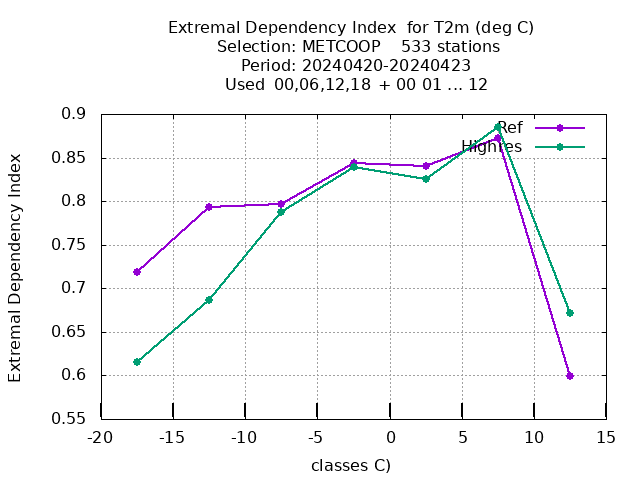 Extremal Dependency Index  for T2m (deg C)
Selection: METCOOP    533 stations
Period: 20240420-20240423
Used  00,06,12,18  + 00 01 ... 12
0.9
0.85
0.8
0.75
0.7
0.65
0.6
0.55
Extremal Dependency Index
Ref
Highres
-20 -15 -10 -5 0 5 10 15
classes C)